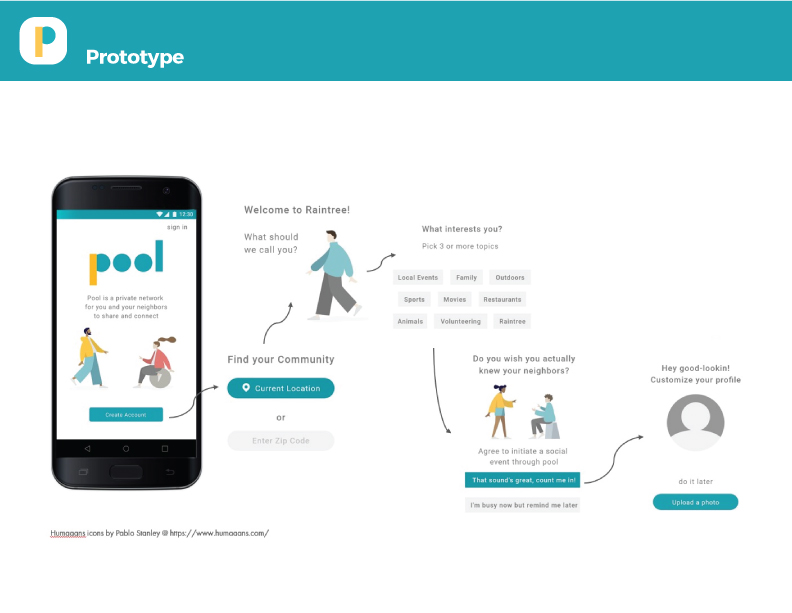 p
Prototype
12:30
sign in
pool
Pool is a private network
for you and your neighbors
to share and connect
Create Account
Find your Community
Current Location
or
Enter Zip Code
Welcome to Raintree!
What should
we call you?
What interests you?
Pick 3 or more topics
Local Events Family Outdoors
Sports Movies Restaurants
Animals Volunteering Raintree
Do you wish you actually
knew your neighbors?
Agree to initiate a social
event through pool
That sound's great, count me in!
I'm busy now but remind me later
Hey good-lookin!
Customize your profile
do it later
Upload a photo
Humaaans icons by Pablo Stanley @ https://www.humaaans.com/